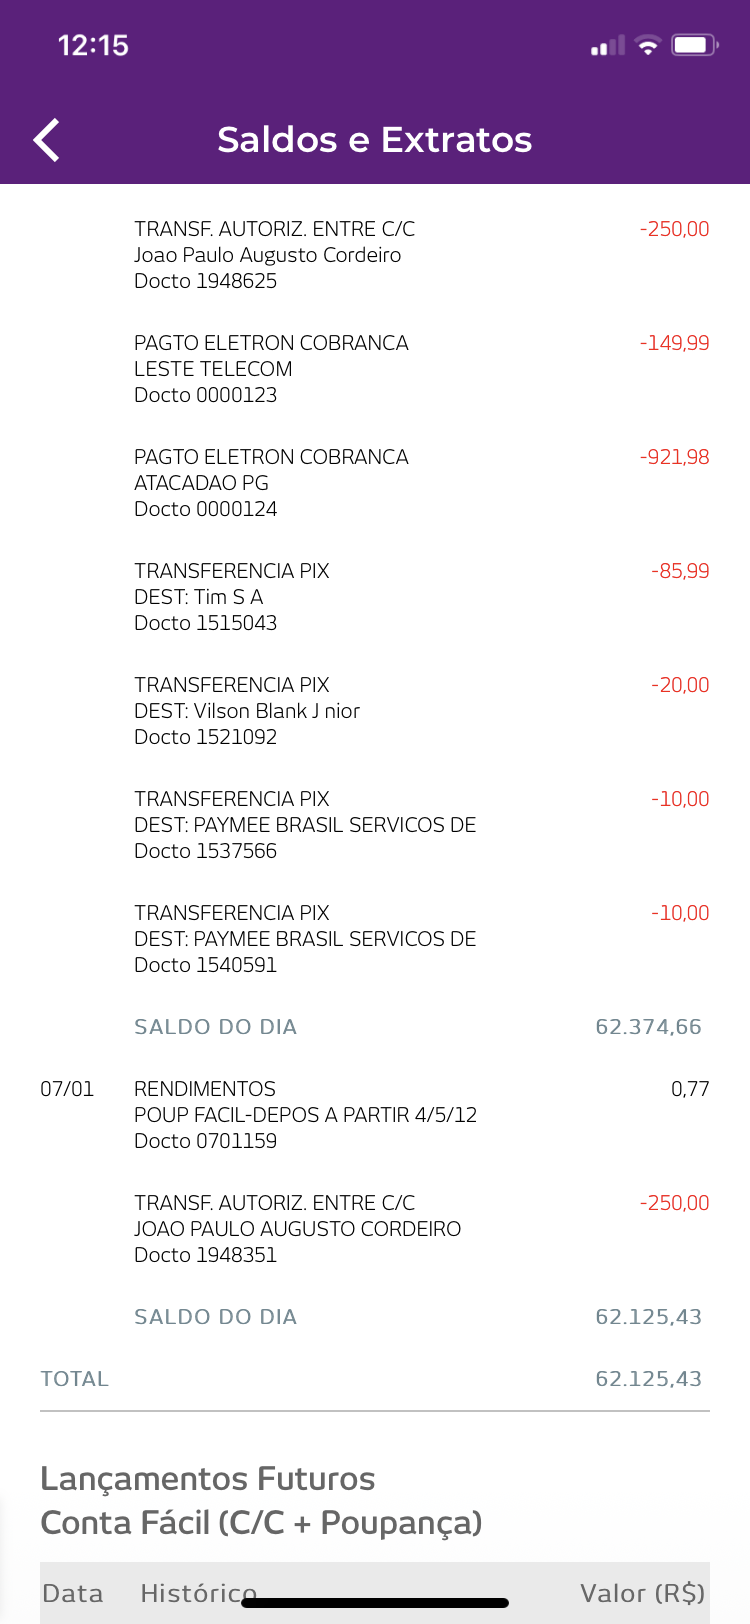 12:15
Saldos e Extratos
TRANSF. AUTORIZ. ENTRE C/C -250,00
Joao Paulo Augusto Cordeiro
Docto 1948625
PAGTO ELETRON COBRANCA -149,99
LESTE TELECOM
Docto 0000123
PAGTO ELETRON COBRANCA -921,98
ATACADAO PG
Docto 0000124
TRANSFERENCIA PIX -85,99
DEST: Tim S A
Docto 1515043
TRANSFERENCIA PIX -20,00
DEST: Vilson Blank J nior
Docto 1521092
TRANSFERENCIA PIX -10,00
DEST: PAYMEE BRASIL SERVICOS DE
Docto 1537566
TRANSFERENCIA PIX -10,00
DEST: PAYMEE BRASIL SERVICOS DE
Docto 1540591
SALDO DO DIA 62.374,66
07/01 RENDIMENTOS 0,77
POUP FACIL-DEPOS A PARTIR 4/5/12
Docto 0701159
TRANSF. AUTORIZ. ENTRE C/C -250,00
JOAO PAULO AUGUSTO CORDEIRO
Docto 1948351
SALDO DO DIA 62.125,43
TOTAL 62.125,43
Lançamentos Futuros
Conta Fácil (C/C + Poupança)
Data Histórico Valor (R$)